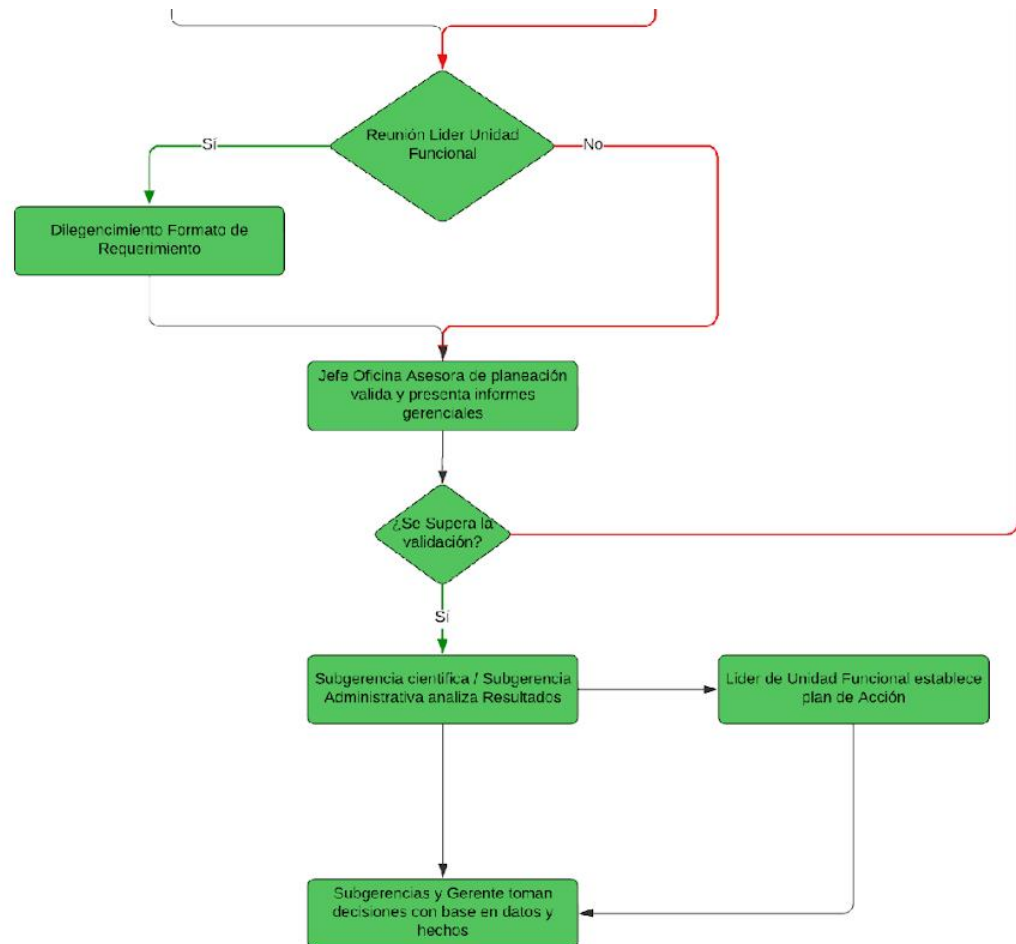 Reunión Lider Unidad
Funcional
Sí
No
Dilegencimiento Formato de
Requerimiento
Jefe Oficina Asesora de planeación
valida y presenta informes
gerenciales
¿Se Supera la
validación?
Sí
Subgerencia científica / Subgerencia
Administrativa analiza Resultados
Lider de Unidad Funcional establece
plan de Acción
Subgerencias y Gerente toman
decisiones con base en datos y
hechos